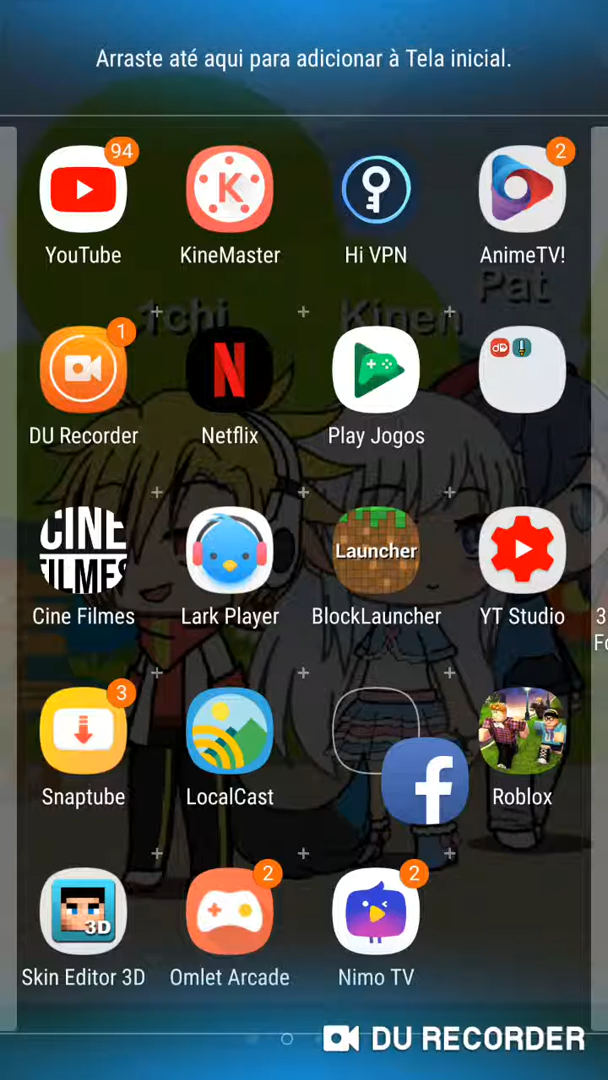 Arraste até aqui para adicionar à Tela inicial.
94
2
YouTube
KineMaster
Hi VPN
AnimeTV!
Pat
Kinen
1
DU Recorder
Netflix
Play Jogos
CINE
FILMES
Launcher
Cine Filmes
Lark Player
BlockLauncher
YT Studio
3
Snaptube
LocalCast
Roblox
3D
2
2
Skin Editor 3D
Omlet Arcade
Nimo TV
DU RECORDER